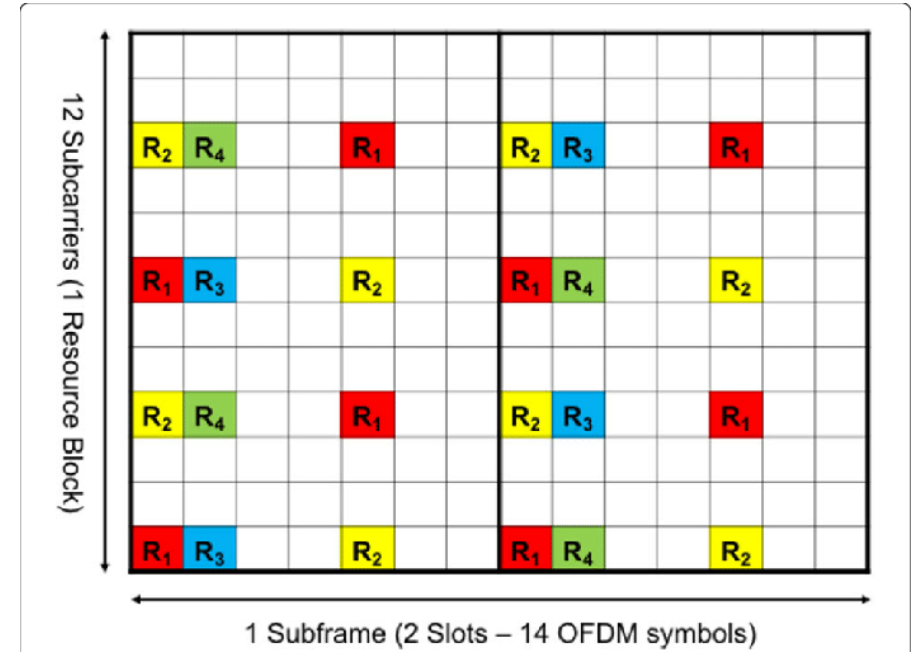 12 Subcarriers (1 Resource Block)
R₂ R₄ R₁ R₂ R₃ R₁
R₁ R₃ R₂ R₁ R₄ R₂
R₂ R₄ R₁ R₂ R₃ R₁
R₁ R₃ R₂ R₁ R₄ R₂
1 Subframe (2 Slots – 14 OFDM symbols)